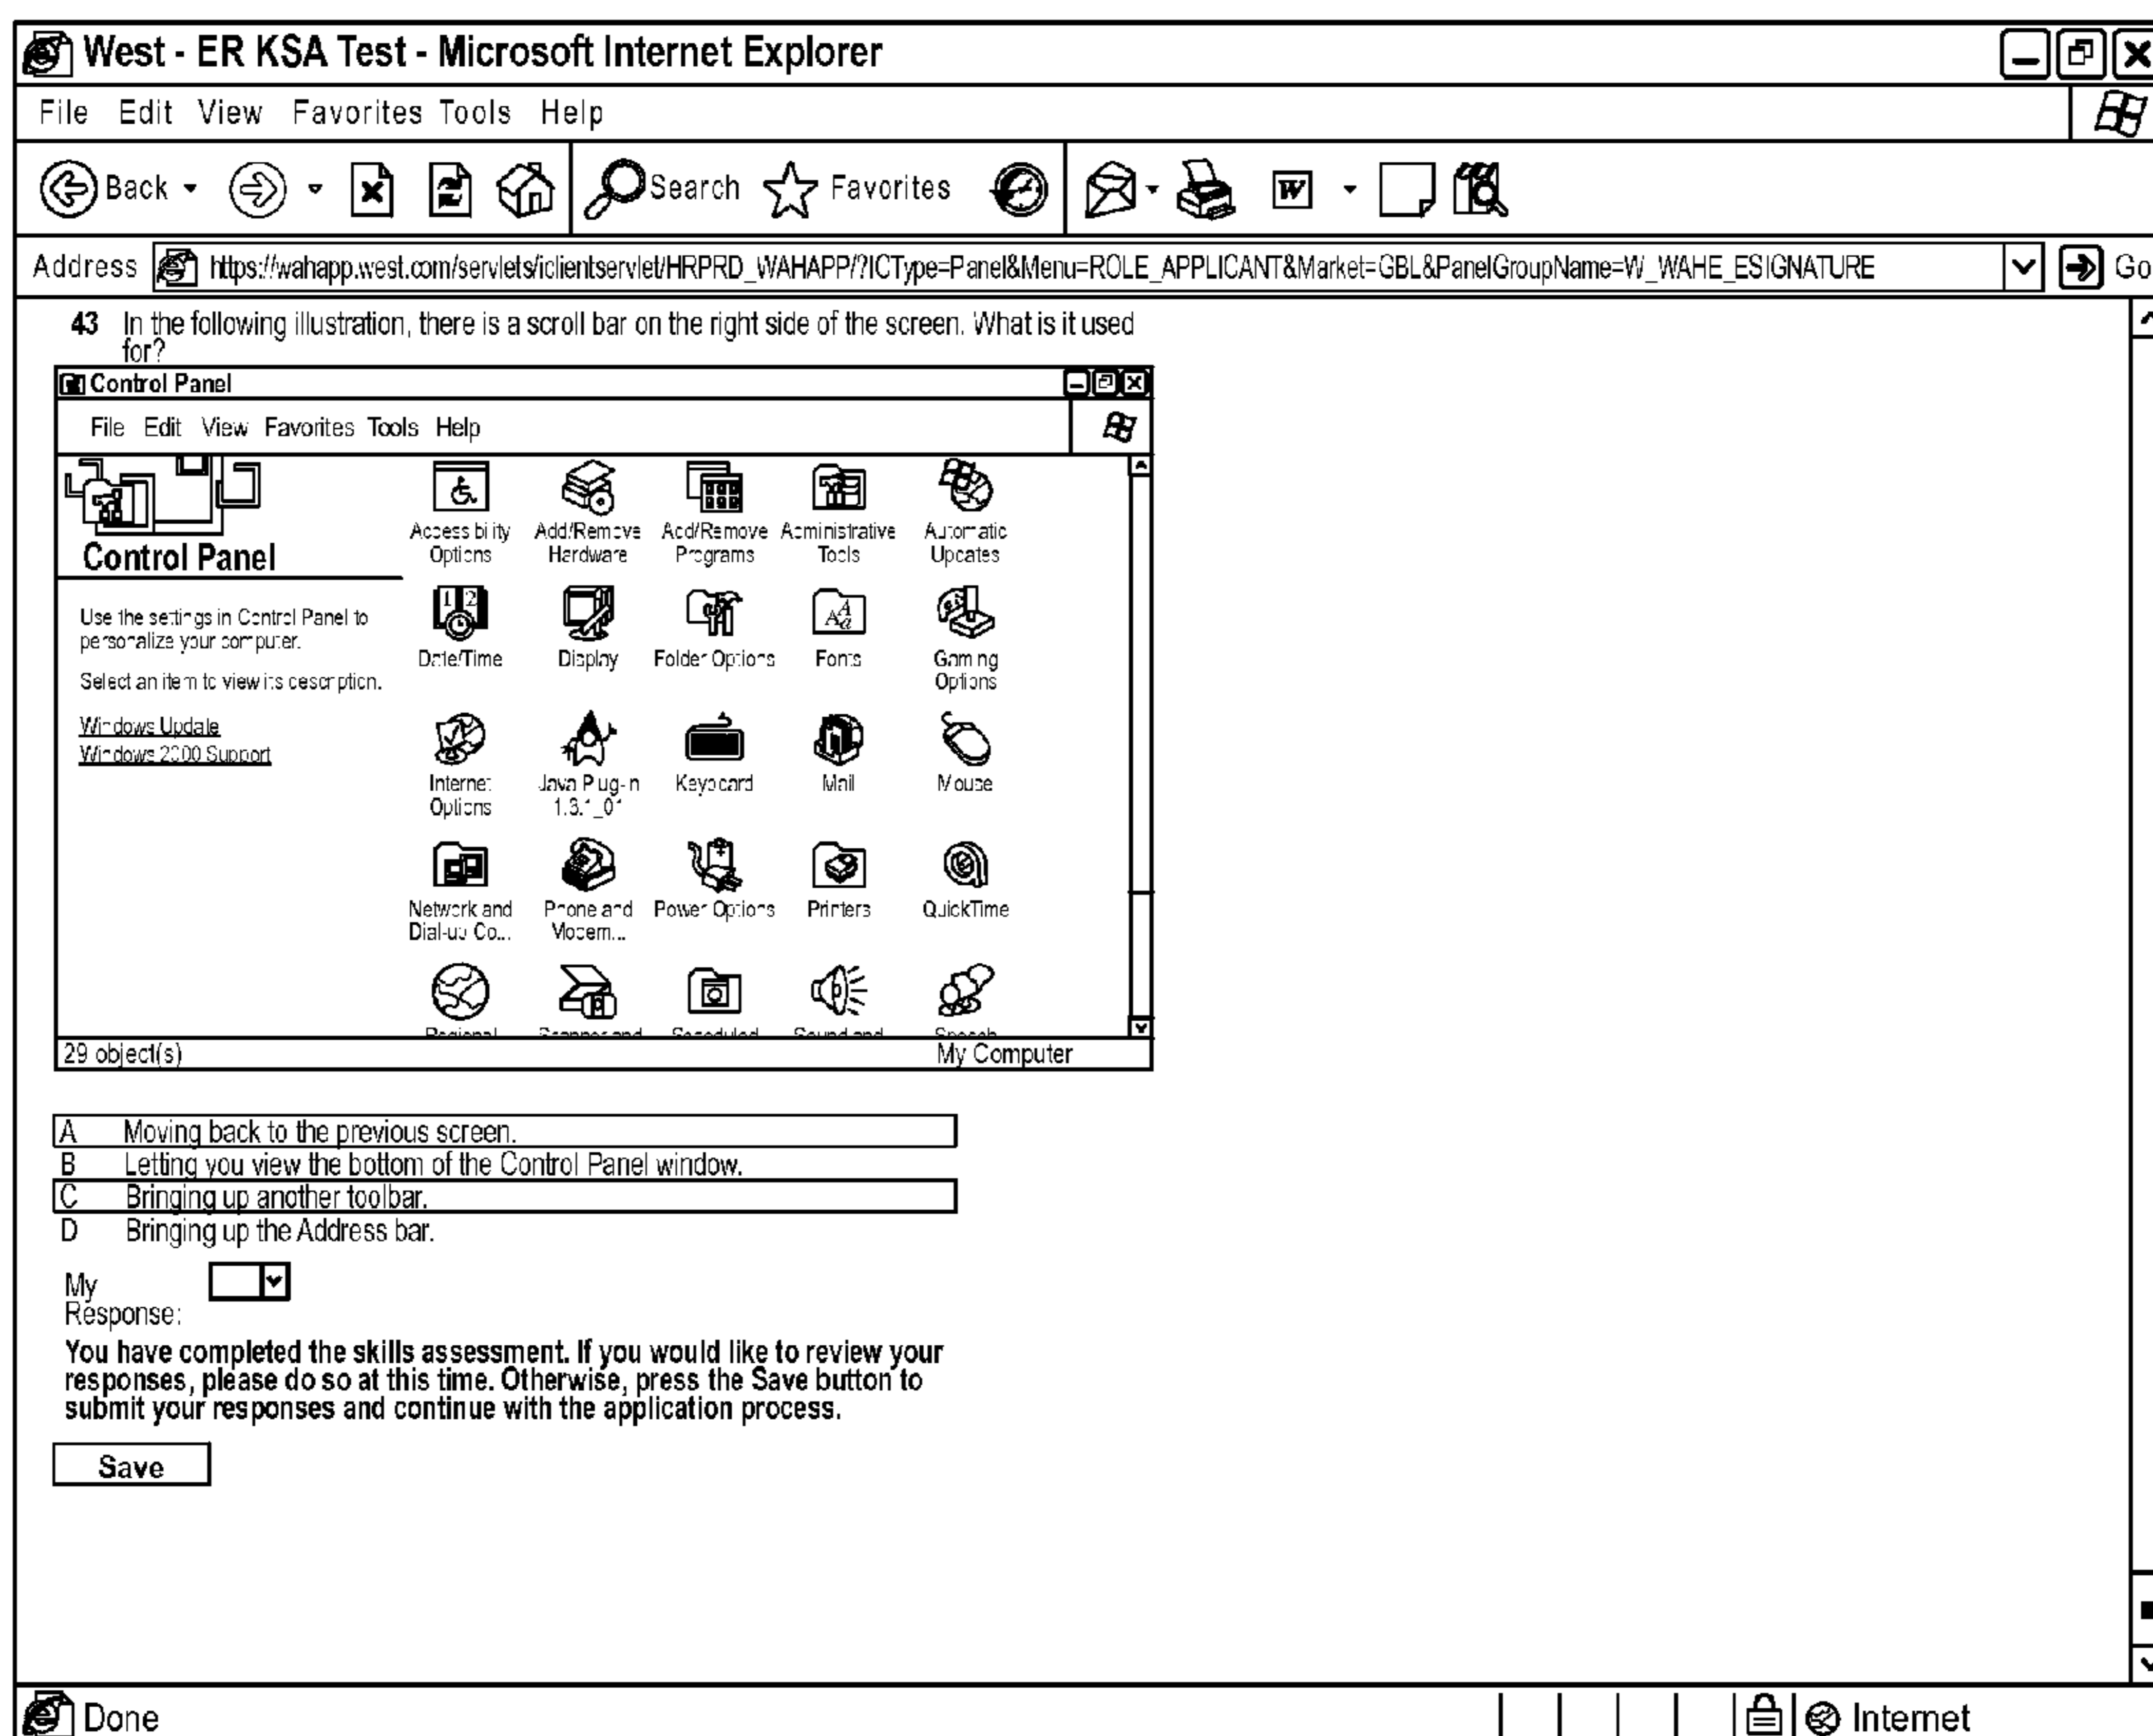 West - ER KSA Test - Microsoft Internet Explorer
File Edit View Favorites Tools Help
Back Search Favorites W
Address https://wahapp.west.com/servlets/iclientservlet/HRPRD_WAHAPP/?ICType=Panel&Menu=ROLE_APPLICANT&Market=GBL&PanelGroupName=W_WAHE_ESIGNATURE Go
43 In the following illustration, there is a scroll bar on the right side of the screen. What is it used
for?
Control Panel
File Edit View Favorites Tools Help
Accessibility Add/Remove Add/Remove Administrative Automatic
Options Hardware Programs Tools Updates
Control Panel
Use the settings in Control Panel to
personalize your computer.
Select an item to view its description.
Windows Update
Windows 2000 Support
Date/Time Display Folder Options Fonts Gaming
Options
Internet Java Plug-in Keyboard Mail Mouse
Options 1.3.1_01
Network and Phone and Power Options Printers QuickTime
Dial-up Co... Modem...
Regional Scanner and Scheduled Sound and Speech
29 object(s) My Computer
A Moving back to the previous screen.
B Letting you view the bottom of the Control Panel window.
C Bringing up another toolbar.
D Bringing up the Address bar.
My
Response:
You have completed the skills assessment. If you would like to review your
responses, please do so at this time. Otherwise, press the Save button to
submit your responses and continue with the application process.
Save
Done Internet